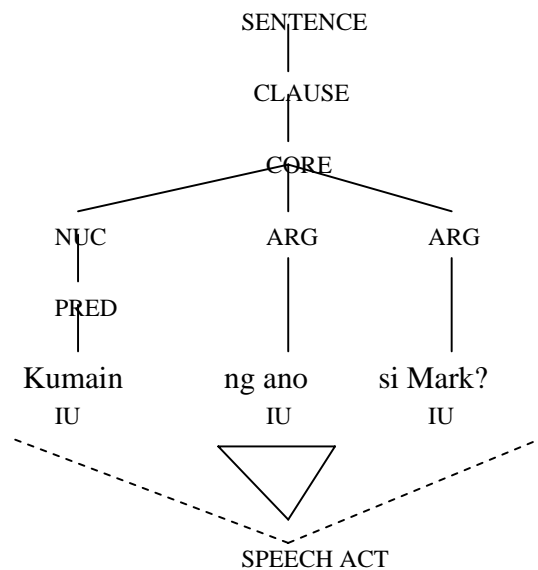 SENTENCE
CLAUSE
CORE
NUC ARG ARG
PRED
Kumain ng ano si Mark?
IU IU IU
SPEECH ACT